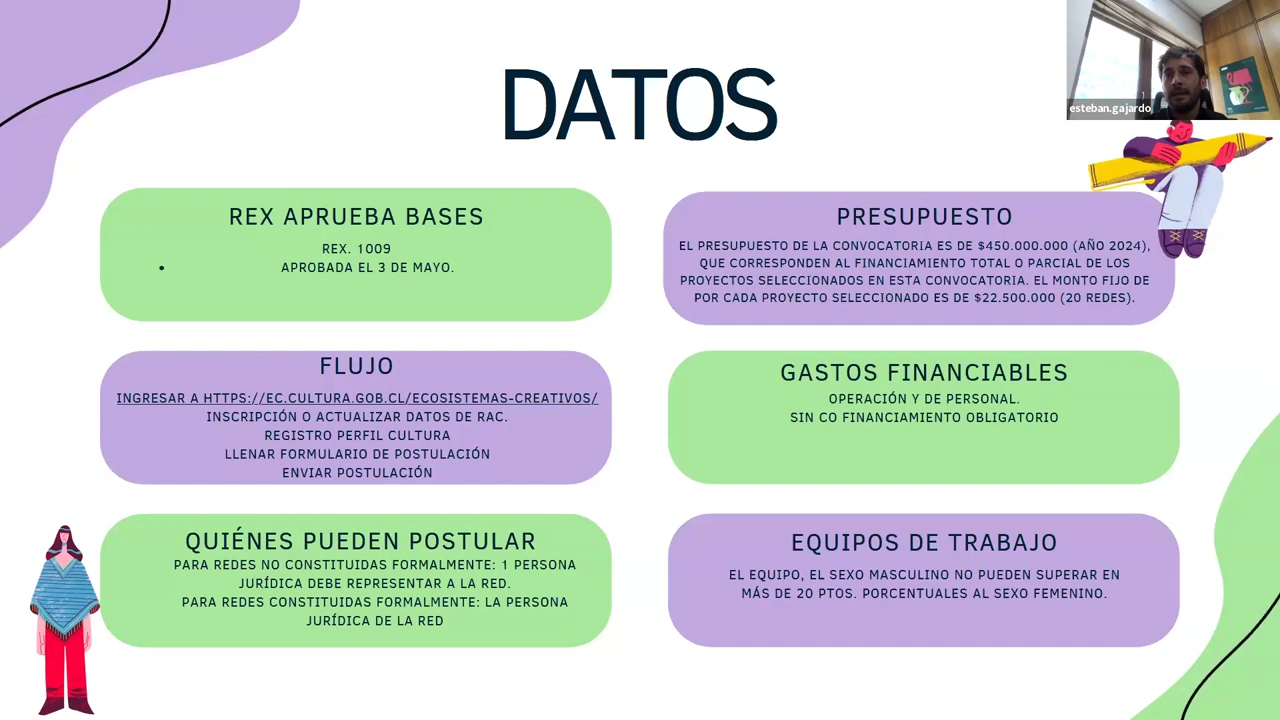 DATOS
esteban.gajardo
REX APRUEBA BASES
REX. 1009
• APROBADA EL 3 DE MAYO.
PRESUPUESTO
EL PRESUPUESTO DE LA CONVOCATORIA ES DE $450.000.000 (AÑO 2024),
QUE CORRESPONDEN AL FINANCIAMIENTO TOTAL O PARCIAL DE LOS
PROYECTOS SELECCIONADOS EN ESTA CONVOCATORIA. EL MONTO FIJO DE
POR CADA PROYECTO SELECCIONADO ES DE $22.500.000 (20 REDES).
FLUJO
INGRESAR A HTTPS://EC.CULTURA.GOB.CL/ECOSISTEMAS-CREATIVOS/
INSCRIPCIÓN O ACTUALIZAR DATOS DE RAC.
REGISTRO PERFIL CULTURA
LLENAR FORMULARIO DE POSTULACIÓN
ENVIAR POSTULACIÓN
GASTOS FINANCIABLES
OPERACIÓN Y DE PERSONAL.
SIN CO FINANCIAMIENTO OBLIGATORIO
QUIÉNES PUEDEN POSTULAR
PARA REDES NO CONSTITUIDAS FORMALMENTE: 1 PERSONA
JURÍDICA DEBE REPRESENTAR A LA RED.
PARA REDES CONSTITUIDAS FORMALMENTE: LA PERSONA
JURÍDICA DE LA RED
EQUIPOS DE TRABAJO
EL EQUIPO, EL SEXO MASCULINO NO PUEDEN SUPERAR EN
MÁS DE 20 PTOS. PORCENTUALES AL SEXO FEMENINO.